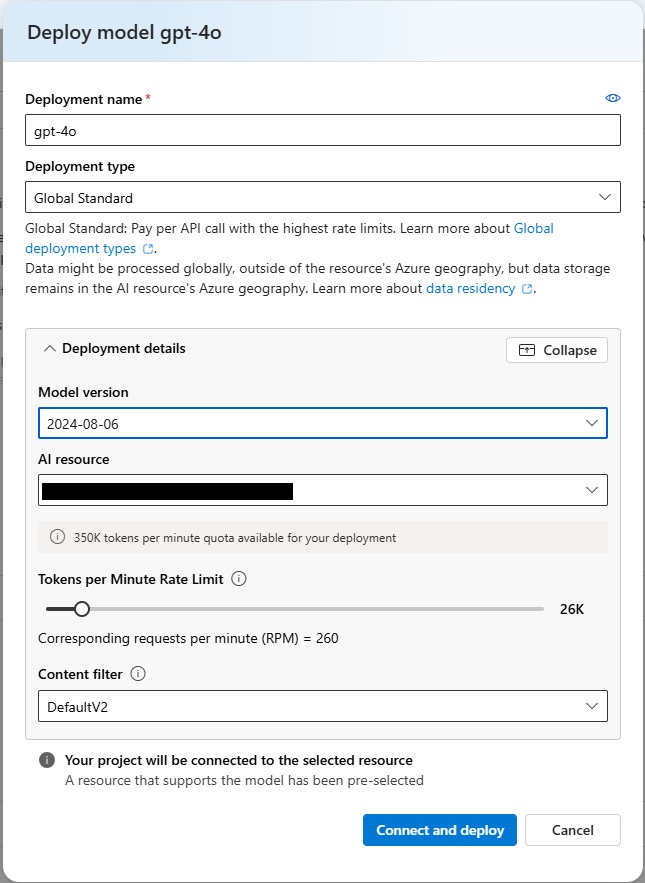 Deploy model gpt-4o
Deployment name *
gpt-4o
Deployment type
Global Standard
Global Standard: Pay per API call with the highest rate limits. Learn more about Global
deployment types.
Data might be processed globally, outside of the resource's Azure geography, but data storage
remains in the AI resource's Azure geography. Learn more about data residency.
Deployment details
Collapse
Model version
2024-08-06
AI resource
350K tokens per minute quota available for your deployment
Tokens per Minute Rate Limit
26K
Corresponding requests per minute (RPM) = 260
Content filter
DefaultV2
Your project will be connected to the selected resource
A resource that supports the model has been pre-selected
Connect and deploy
Cancel